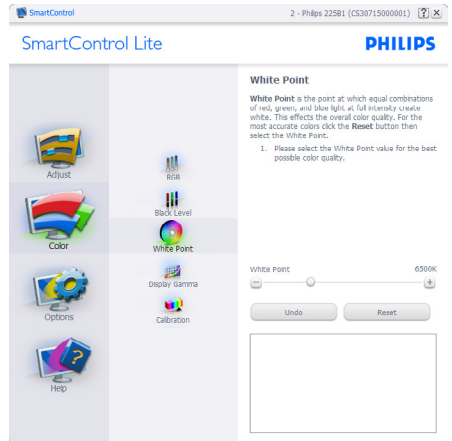 SmartControl
2 - Philips 225B1 (CS30715000001)
SmartControl Lite
PHILIPS
Adjust
Color
Options
Help
RGB
Black Level
White Point
Display Gamma
Calibration
White Point
White Point is the point at which equal combinations
of red, green, and blue light at full intensity create
white. This effects the overall color quality. For the
most accurate colors click the Reset button then
select the White Point.
1. Please select the White Point value for the best
possible color quality.
White Point
6500K
Undo
Reset